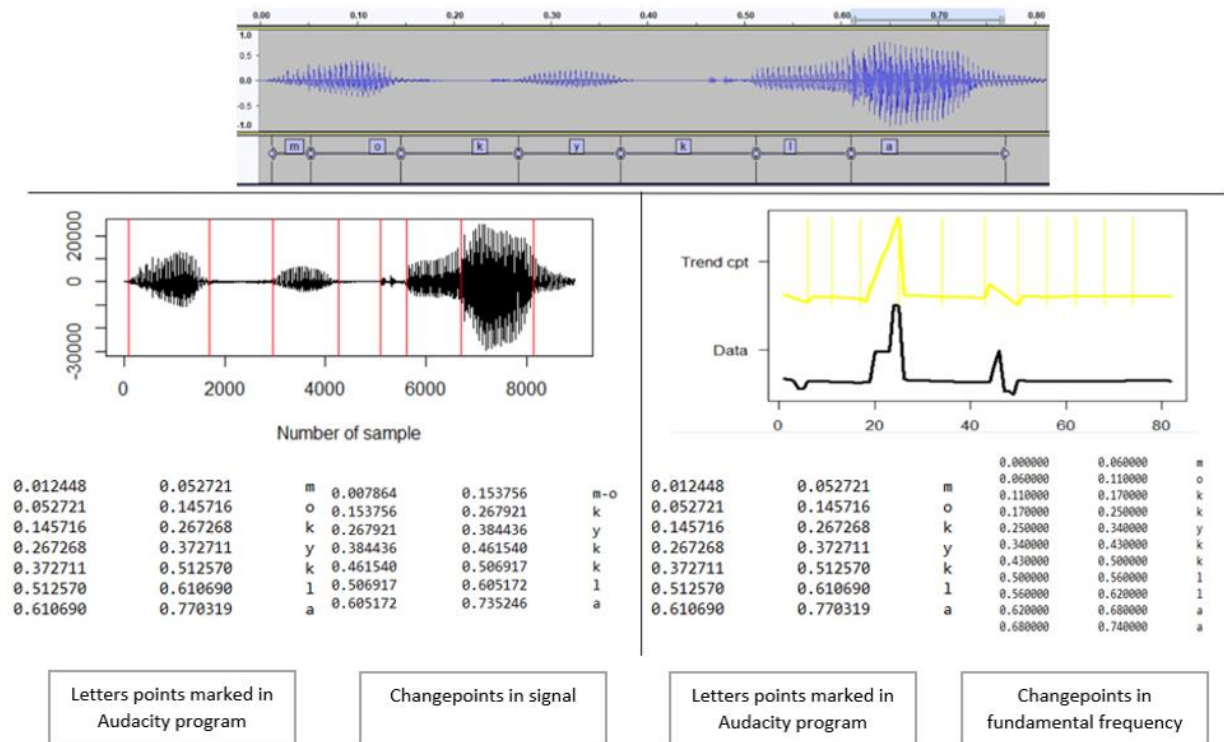 0.00 0.10 0.20 0.30 0.40 0.50 0.60 0.70 0.80
1.0
0.5
0.0
-0.5
-1.0
m o k y k l a
20000
0
-30000
0 2000 4000 6000 8000
Number of sample
Trend cpt
Data
0 20 40 60 80
0.012448 0.052721 m
0.052721 0.145716 o
0.145716 0.267268 k
0.267268 0.372711 y
0.372711 0.512570 k
0.512570 0.610690 l
0.610690 0.770319 a
0.007864 0.153756 m-o
0.153756 0.267921 k
0.267921 0.384436 y
0.384436 0.461540 k
0.461540 0.506917 k
0.506917 0.605172 l
0.605172 0.735246 a
0.012448 0.052721 m
0.052721 0.145716 o
0.145716 0.267268 k
0.267268 0.372711 y
0.372711 0.512570 k
0.512570 0.610690 l
0.610690 0.770319 a
0.000000 0.060000 m
0.060000 0.110000 o
0.110000 0.170000 k
0.170000 0.250000 k
0.250000 0.340000 y
0.340000 0.430000 k
0.430000 0.500000 k
0.500000 0.560000 l
0.560000 0.620000 l
0.620000 0.680000 a
0.680000 0.740000 a
Letters points marked in
Audacity program
Changepoints in signal
Letters points marked in
Audacity program
Changepoints in
fundamental frequency